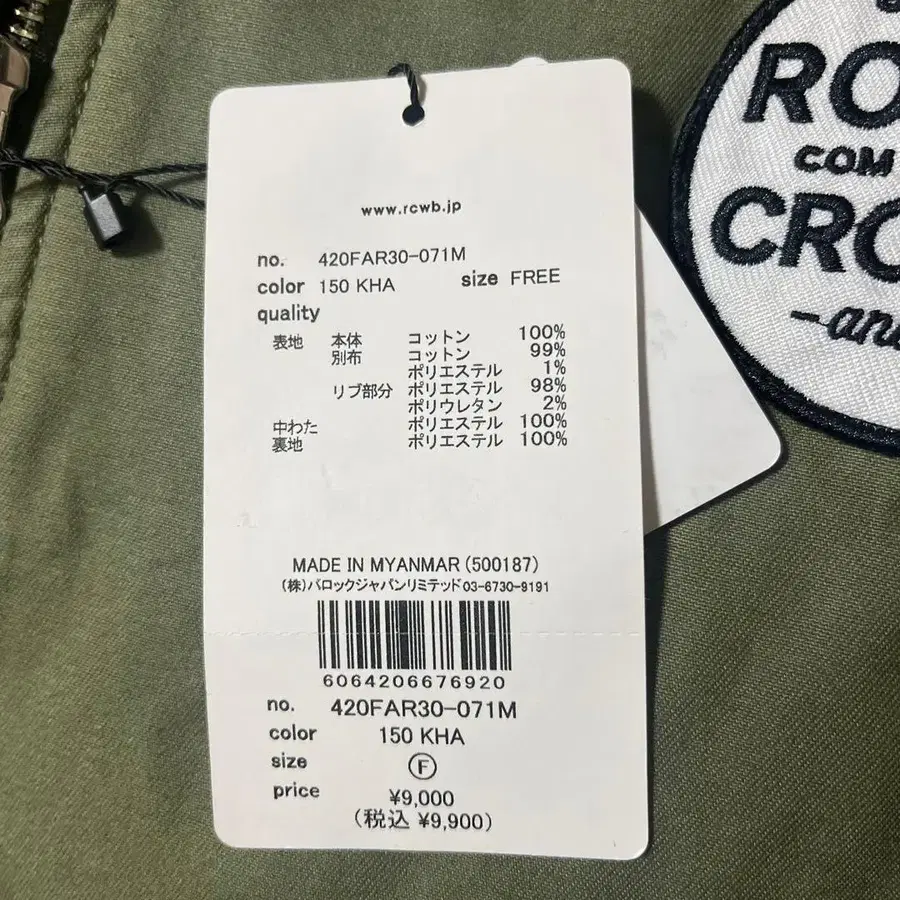 www.rcwb.jp
no. 420FAR30-071M
color 150 KHA size FREE
quality
表地 本体 コットン 100%
別布 コットン 99%
ポリエステル 1%
リブ部分 ポリエステル 98%
ポリウレタン 2%
中わた ポリエステル 100%
裏地 ポリエステル 100%
MADE IN MYANMAR (500187)
(株)バロックジャパンリミテッド03-6730-9191
6064206676920
no. 420FAR30-071M
color 150 KHA
size F
price ¥9,000
(税込 ¥9,900)
RO
COM
CRO
-an